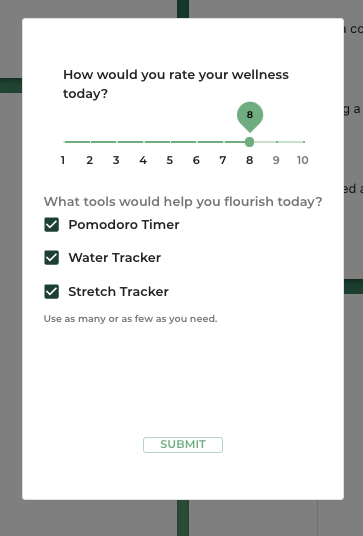 How would you rate your wellness
today?
8
1 2 3 4 5 6 7 8 9 10
What tools would help you flourish today?
Pomodoro Timer
Water Tracker
Stretch Tracker
Use as many or as few as you need.
SUBMIT